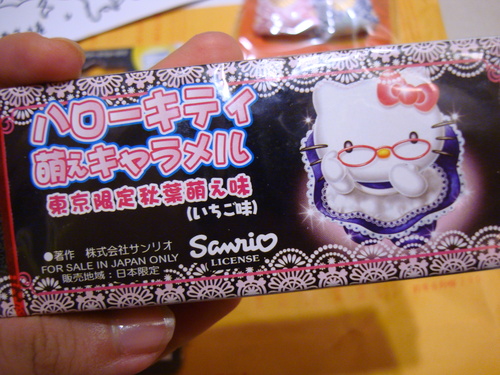 ハローキティ
萌えキャラメル
東京限定秋葉萌え味
(いちご味)
●著作 株式会社サンリオ
FOR SALE IN JAPAN ONLY
販売地域:日本限定
Sanrio
LICENSE